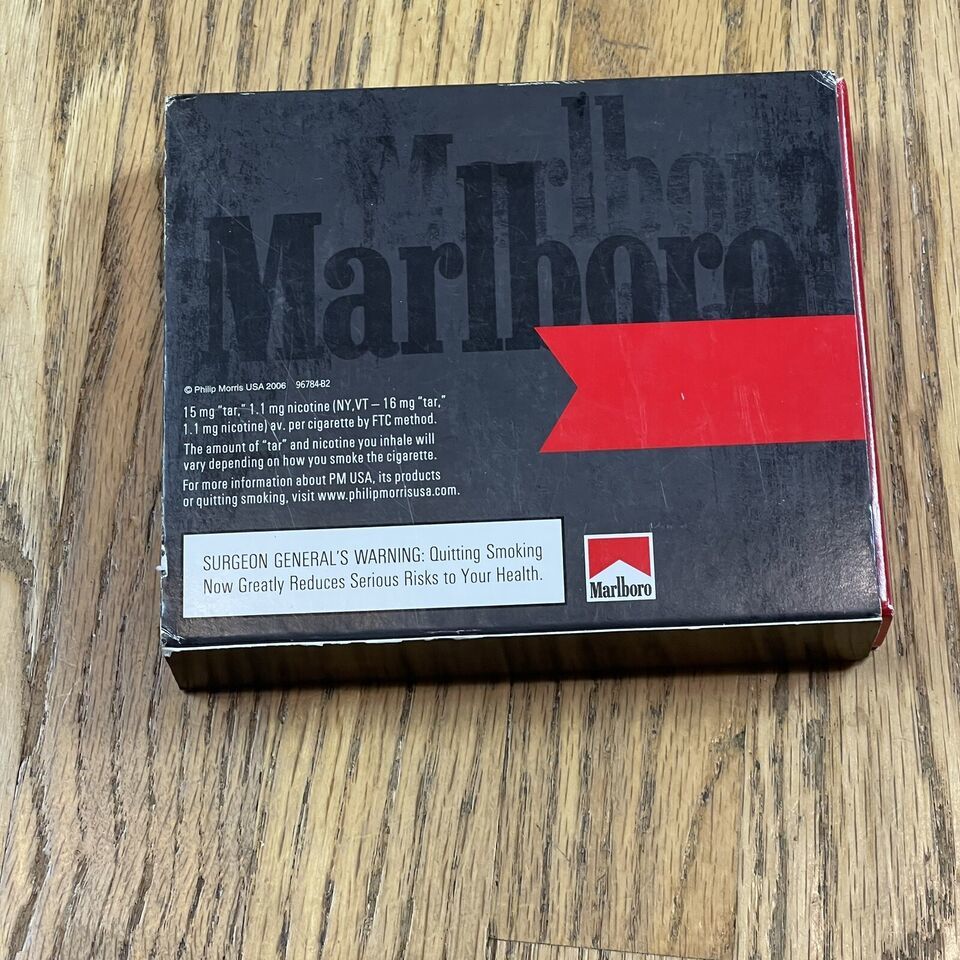 Marlboro
Marlboro
© Philip Morris USA 2006 96784-B2
15 mg "tar," 1.1 mg nicotine (NY,VT – 16 mg "tar,"
1.1 mg nicotine) av. per cigarette by FTC method.
The amount of "tar" and nicotine you inhale will
vary depending on how you smoke the cigarette.
For more information about PM USA, its products
or quitting smoking, visit www.philipmorrisusa.com.
SURGEON GENERAL'S WARNING: Quitting Smoking
Now Greatly Reduces Serious Risks to Your Health.
Marlboro